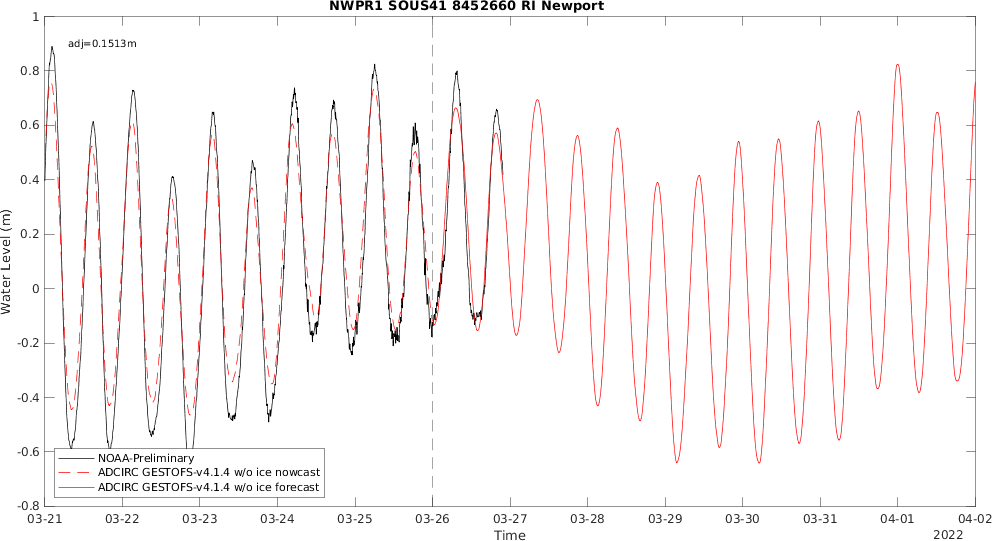 NWPR1 SOUS41 8452660 RI Newport
adj=0.1513m
Water Level (m)
1
0.8
0.6
0.4
0.2
0
-0.2
-0.4
-0.6
-0.8
NOAA-Preliminary
ADCIRC GESTOFS-v4.1.4 w/o ice nowcast
ADCIRC GESTOFS-v4.1.4 w/o ice forecast
03-21 03-22 03-23 03-24 03-25 03-26 03-27 03-28 03-29 03-30 03-31 04-01 04-02
Time
2022